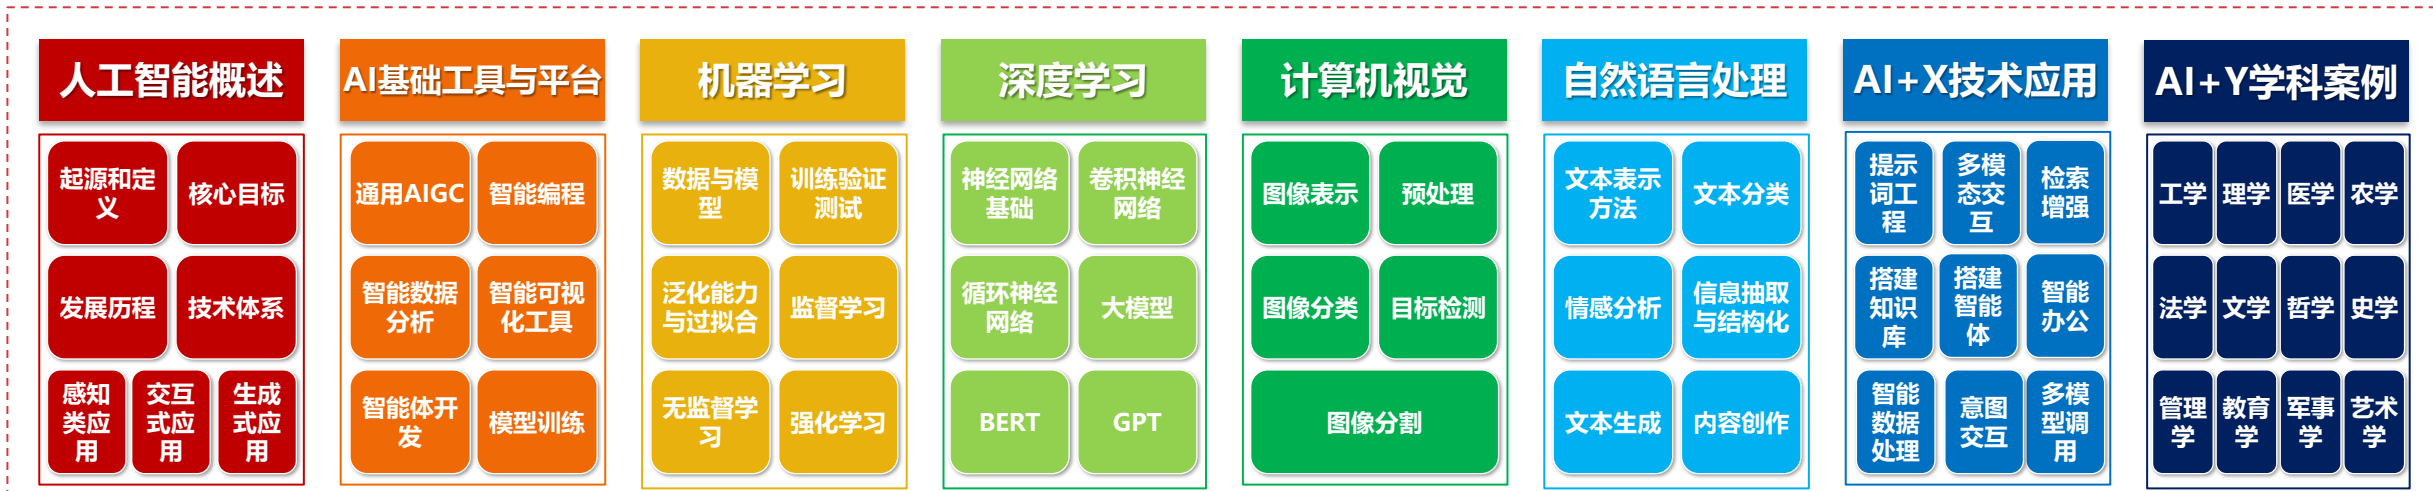 人工智能概述
起源和定
义
核心目标
发展历程
技术体系
感知
类应
用
交互
式应
用
生成
式应
用
AI基础工具与平台
通用AIGC
智能编程
智能数据
分析
智能可视
化工具
智能体开
发
模型训练
机器学习
数据与模
型
训练验证
测试
泛化能力
与过拟合
监督学习
无监督学
习
强化学习
深度学习
神经网络
基础
卷积神经
网络
循环神经
网络
大模型
BERT
GPT
计算机视觉
图像表示
预处理
图像分类
目标检测
图像分割
自然语言处理
文本表示
方法
文本分类
情感分析
信息抽取
与结构化
文本生成
内容创作
AI+X技术应用
提示
词工
程
多模
态交
互
检索
增强
搭建
知识
库
搭建
智能
体
智能
办公
智能
数据
处理
意图
交互
多模
型调
用
AI+Y学科案例
工学
理学
医学
农学
法学
文学
哲学
史学
管理
学
教育
学
军事
学
艺术
学